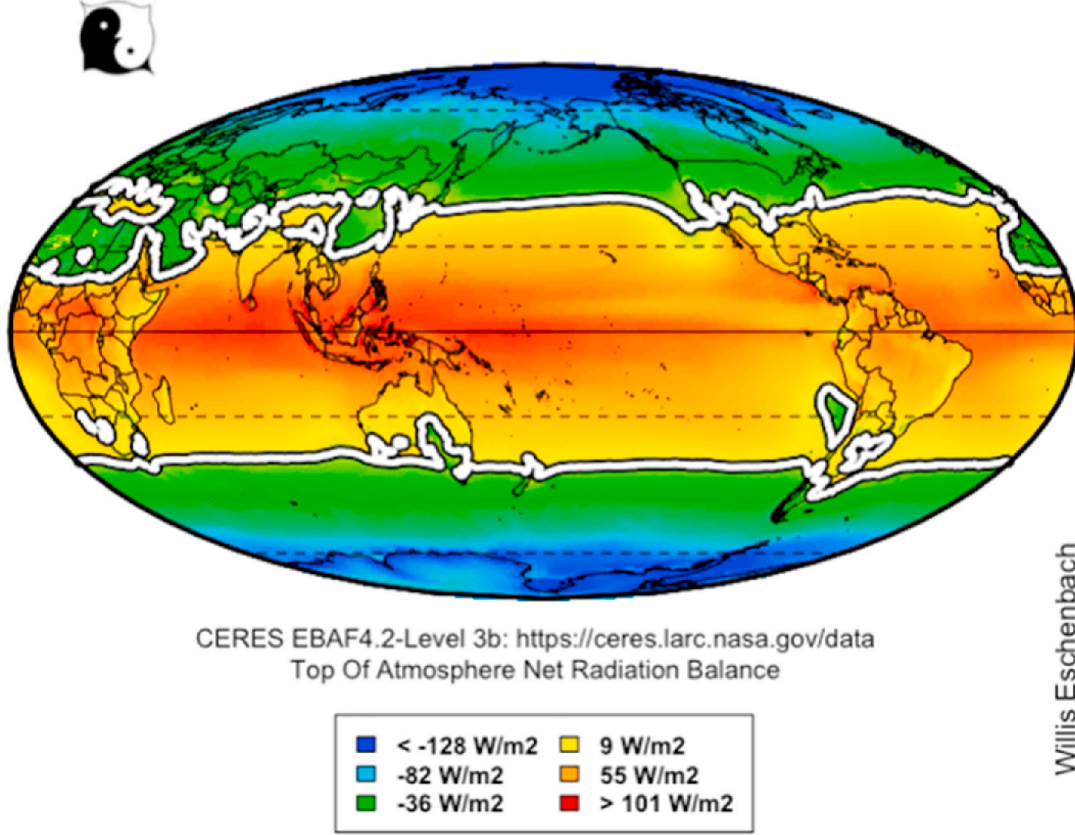 CERES EBAF4.2-Level 3b: https://ceres.larc.nasa.gov/data
Top Of Atmosphere Net Radiation Balance
< -128 W/m2
-82 W/m2
-36 W/m2
9 W/m2
55 W/m2
> 101 W/m2
Willis Eschenbach